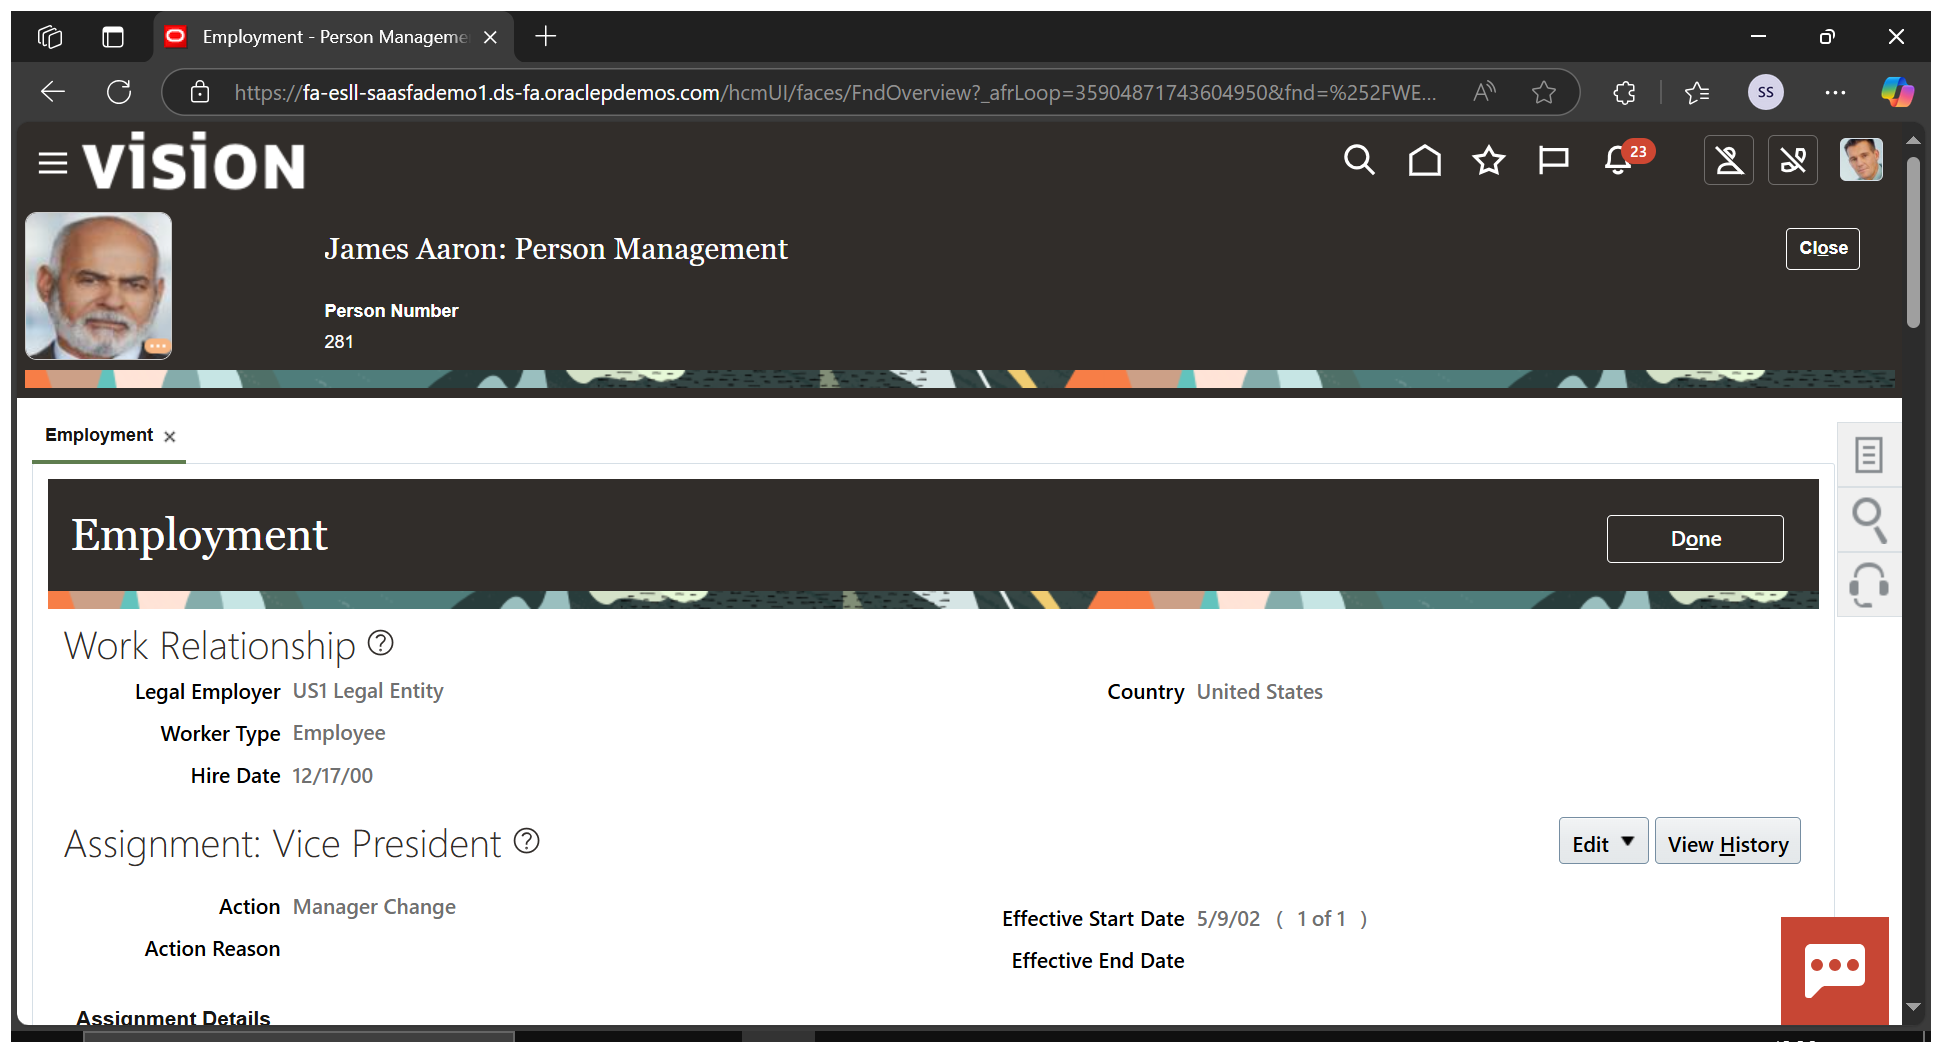 Employment - Person Manageme
https://fa-esll-saasfademo1.ds-fa.oraclepdemos.com/hcmUI/faces/FndOverview?_afrLoop=35904871743604950&fnd=%252FWE...
SS
VISION
23
James Aaron: Person Management
Close
Person Number
281
Employment
Employment
Done
Work Relationship
Legal Employer US1 Legal Entity
Country United States
Worker Type Employee
Hire Date 12/17/00
Assignment: Vice President
Edit
View History
Action Manager Change
Effective Start Date 5/9/02 ( 1 of 1 )
Action Reason
Effective End Date
Assignment Details